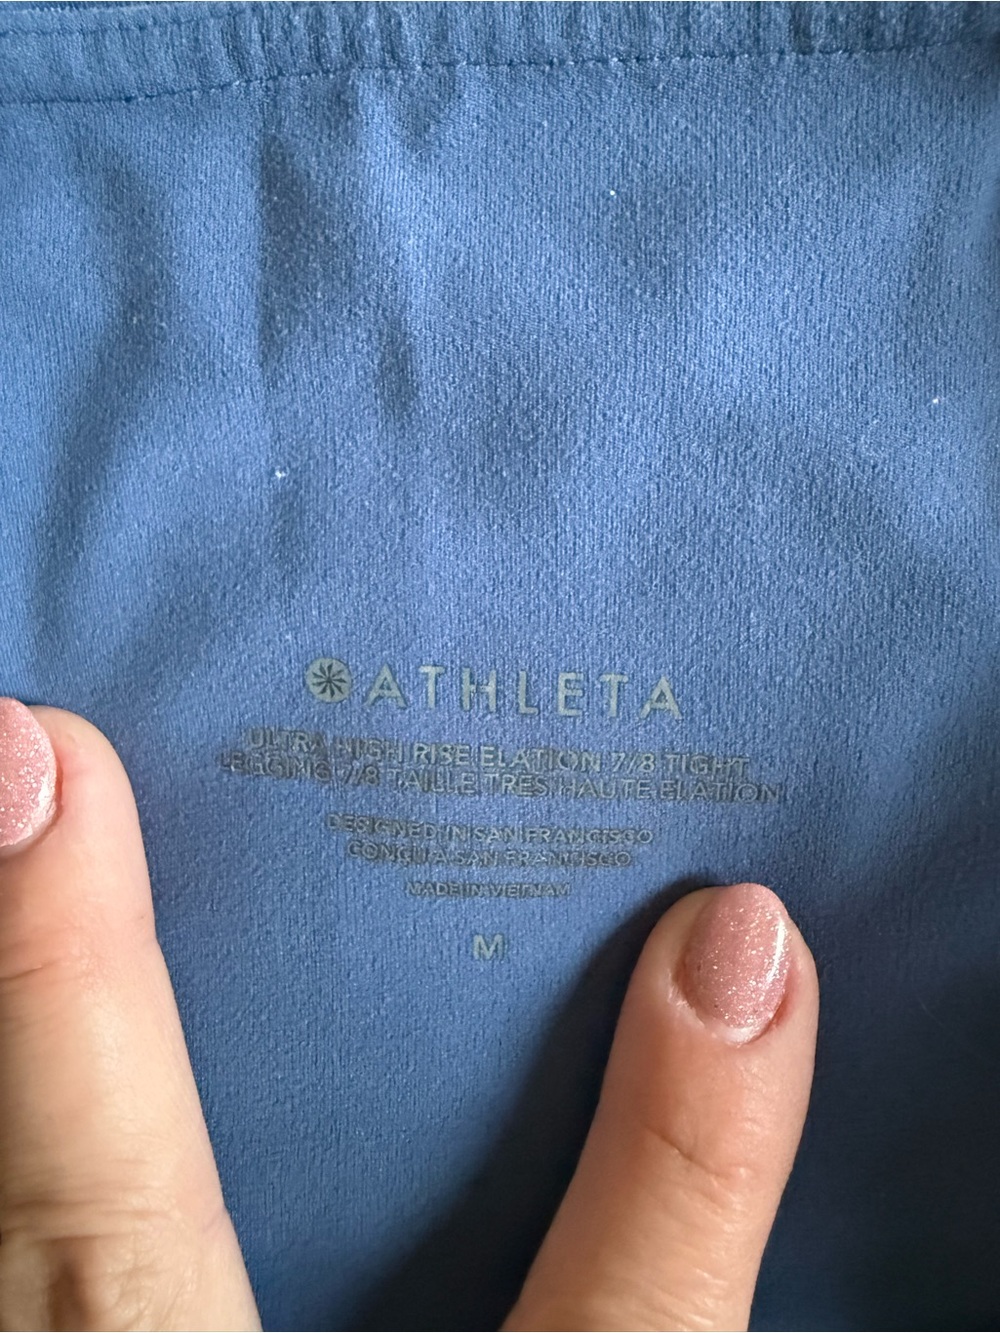 ATHLETA
ULTRA HIGH RISE ELATION 7/8 TIGHT
LEGGING 7/8 TAILLE TRES HAUTE ELATION
DESIGNED IN SAN FRANCISCO
CONÇU A SAN FRANCISCO
MADE IN VIETNAM
M